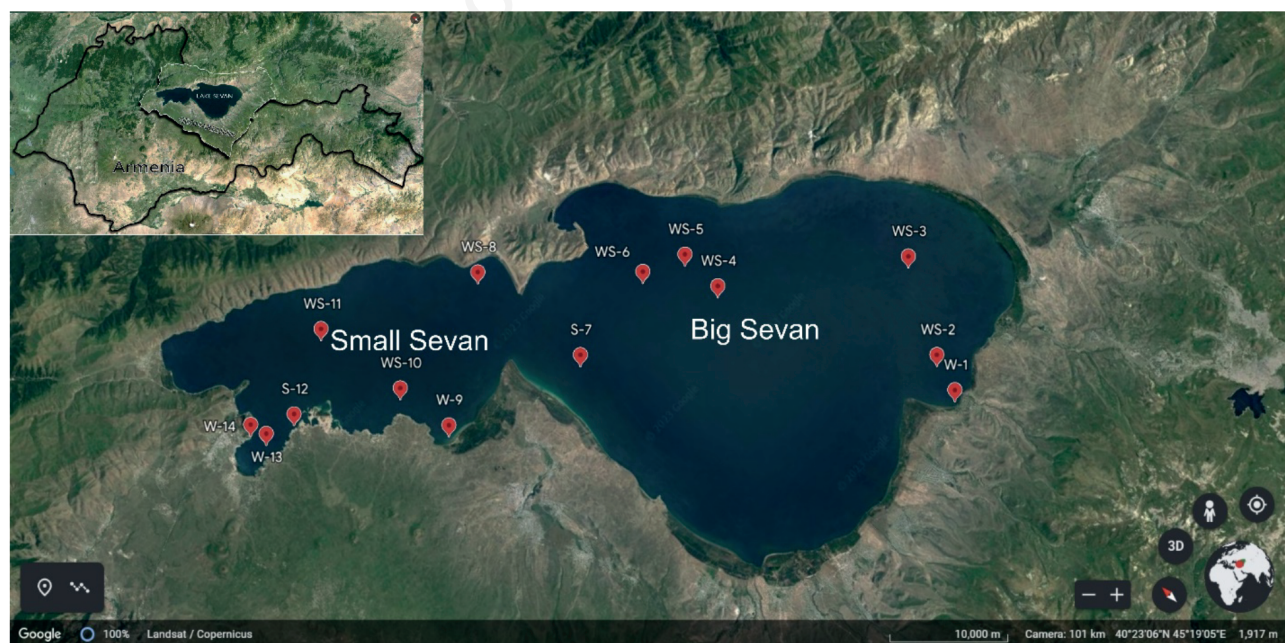 LAKE SEVAN
Armenia
WS-8
WS-5
WS-3
WS-6
WS-4
WS-11
Small Sevan
Big Sevan
S-7
WS-2
WS-10
W-1
S-12
W-9
W-14
W-13
3D
Google
100%
Landsat / Copernicus
10,000 m
Camera: 101 km
40°23'06"N 45°19'05"E
1,917 m